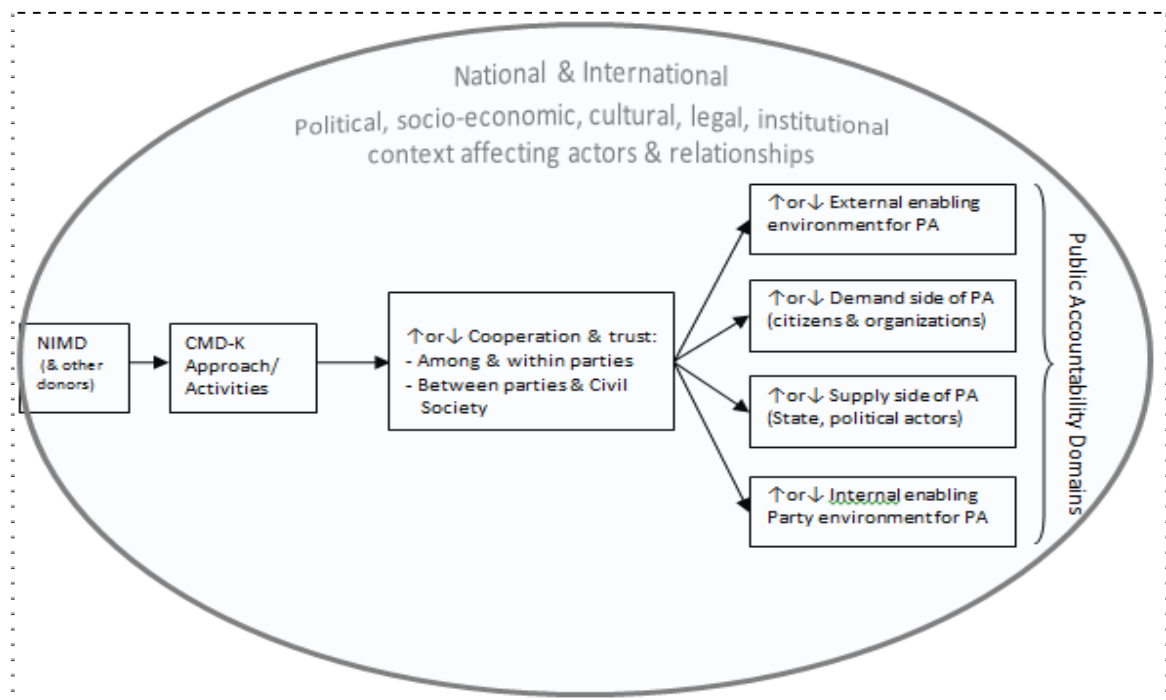 National & International
Political, socio-economic, cultural, legal, institutional
context affecting actors & relationships
NIMD
(& other
donors)
CMD-K
Approach/
Activities
↑or↓ Cooperation & trust:
- Among & within parties
- Between parties & Civil
Society
↑or↓ External enabling
environment for PA
↑or↓ Demand side of PA
(citizens & organizations)
↑or↓ Supply side of PA
(State, political actors)
↑or↓ Internal enabling
Party environment for PA
Public Accountability Domains